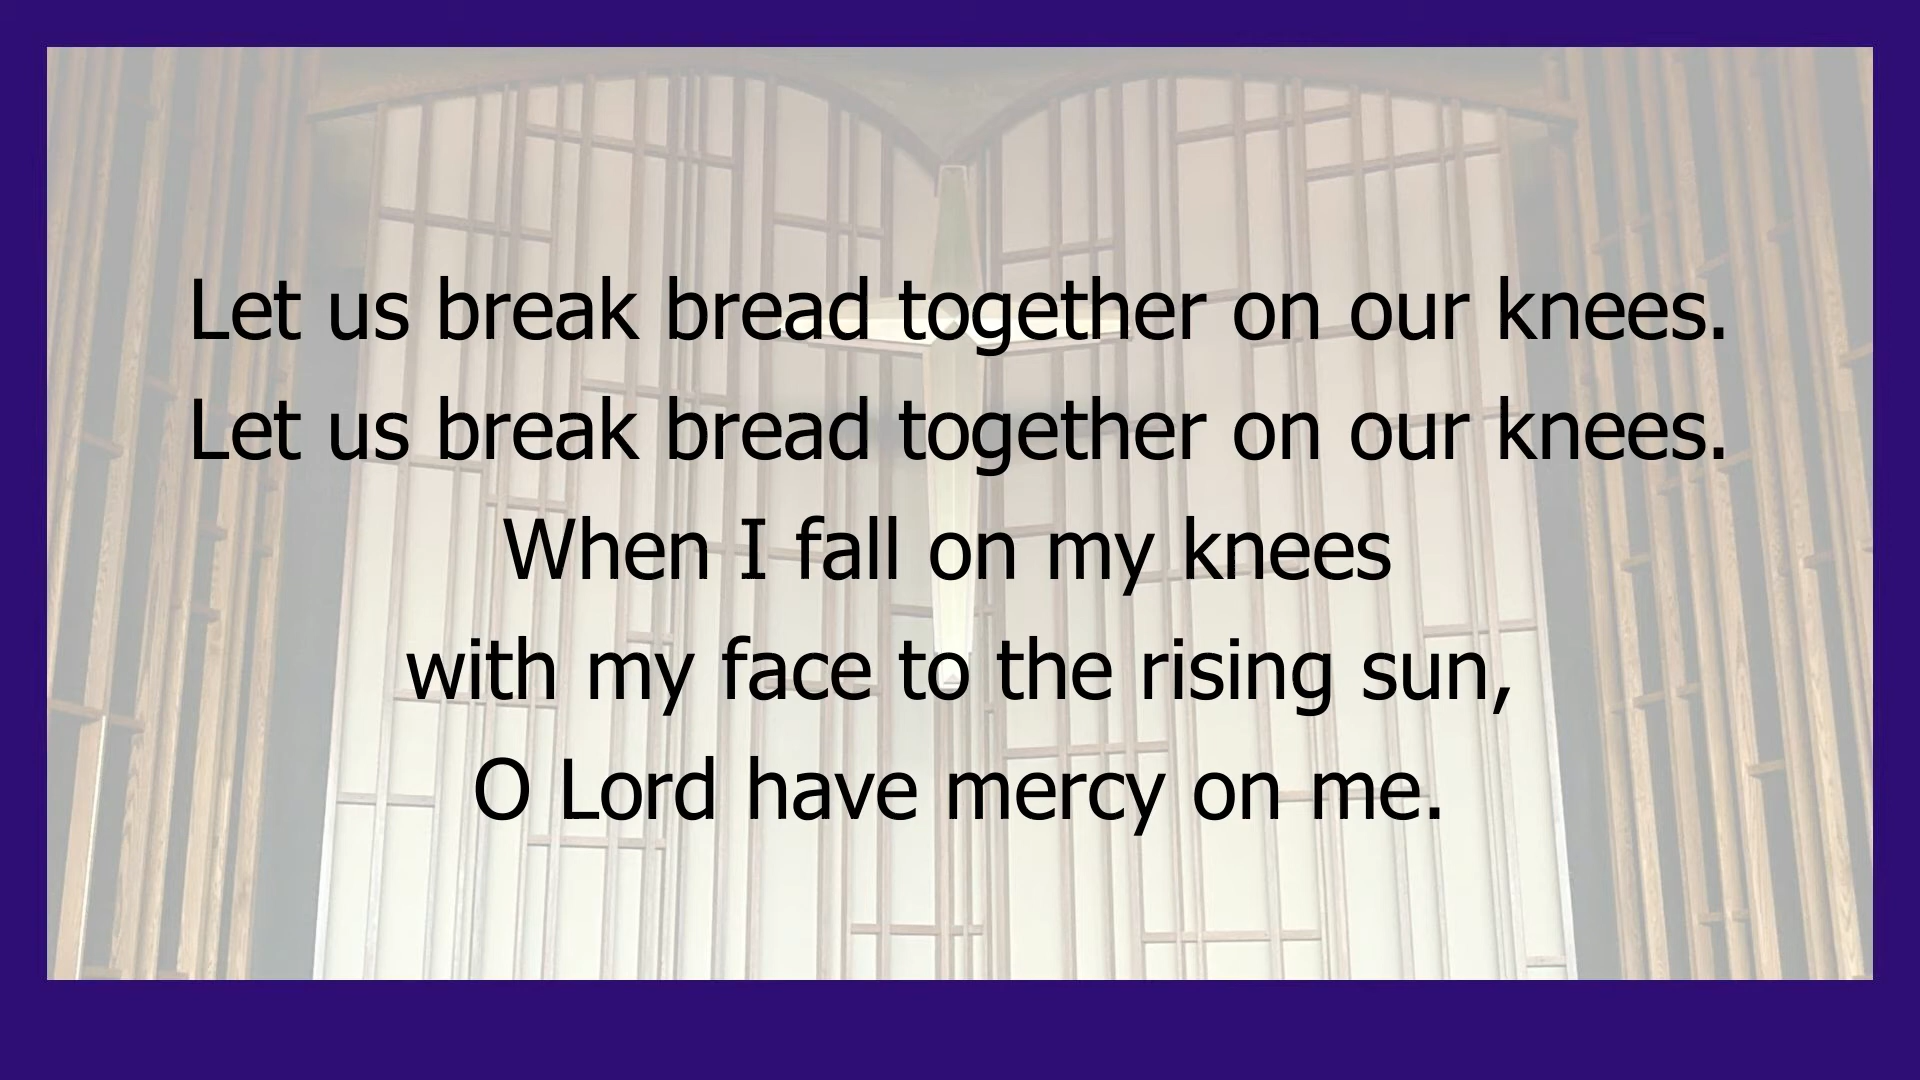 Let us break bread together on our knees.
Let us break bread together on our knees.
When I fall on my knees
with my face to the rising sun,
O Lord have mercy on me.